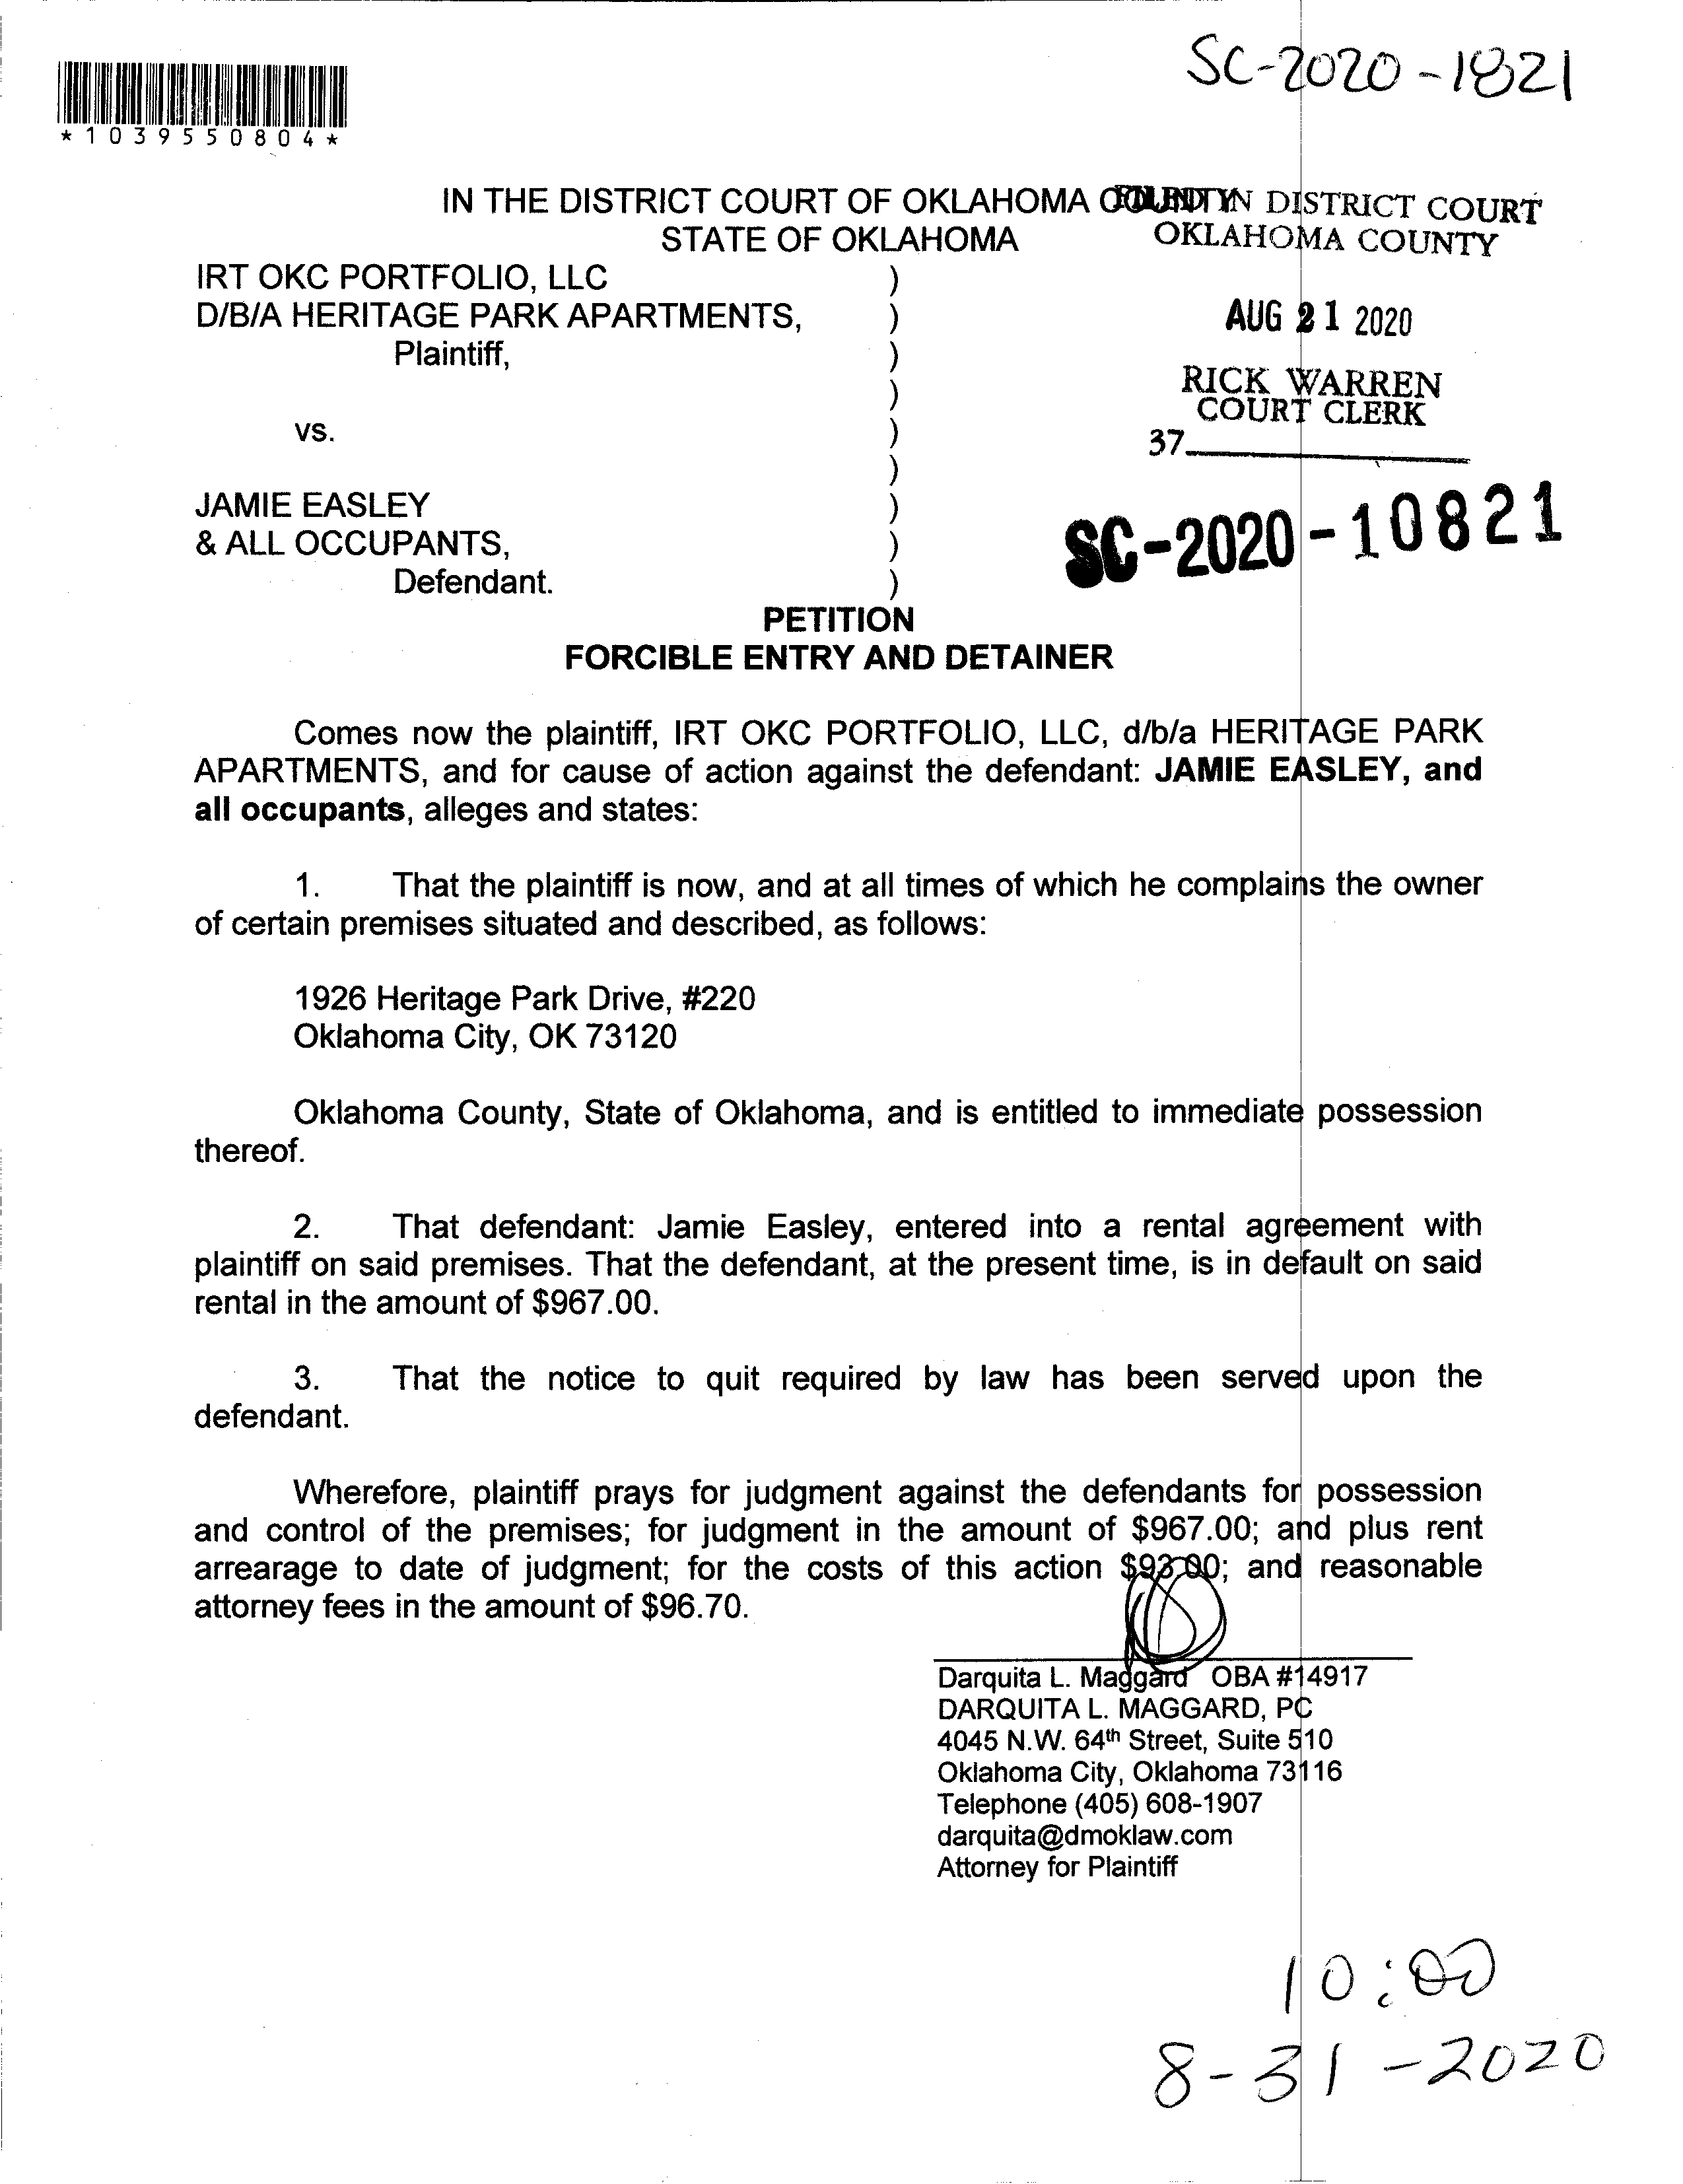 SC-2020-1821
*1039550804*
IN THE DISTRICT COURT OF OKLAHOMA COUNTY
STATE OF OKLAHOMA
FILED IN DISTRICT COURT
OKLAHOMA COUNTY
AUG 21 2020
RICK WARREN
COURT CLERK
37
SC-2020-10821
IRT OKC PORTFOLIO, LLC )
D/B/A HERITAGE PARK APARTMENTS, )
Plaintiff, )
)
vs. )
)
JAMIE EASLEY )
& ALL OCCUPANTS, )
Defendant. )
PETITION
FORCIBLE ENTRY AND DETAINER
Comes now the plaintiff, IRT OKC PORTFOLIO, LLC, d/b/a HERITAGE PARK
APARTMENTS, and for cause of action against the defendant: JAMIE EASLEY, and
all occupants, alleges and states:
1. That the plaintiff is now, and at all times of which he complains the owner
of certain premises situated and described, as follows:
1926 Heritage Park Drive, #220
Oklahoma City, OK 73120
Oklahoma County, State of Oklahoma, and is entitled to immediate possession
thereof.
2. That defendant: Jamie Easley, entered into a rental agreement with
plaintiff on said premises. That the defendant, at the present time, is in default on said
rental in the amount of $967.00.
3. That the notice to quit required by law has been served upon the
defendant.
Wherefore, plaintiff prays for judgment against the defendants for possession
and control of the premises; for judgment in the amount of $967.00; and plus rent
arrearage to date of judgment; for the costs of this action $93.00; and reasonable
attorney fees in the amount of $96.70.
Darquita L. Maggard OBA #14917
DARQUITA L. MAGGARD, PC
4045 N.W. 64th Street, Suite 510
Oklahoma City, Oklahoma 73116
Telephone (405) 608-1907
darquita@dmoklaw.com
Attorney for Plaintiff
10:00
8-31-2020